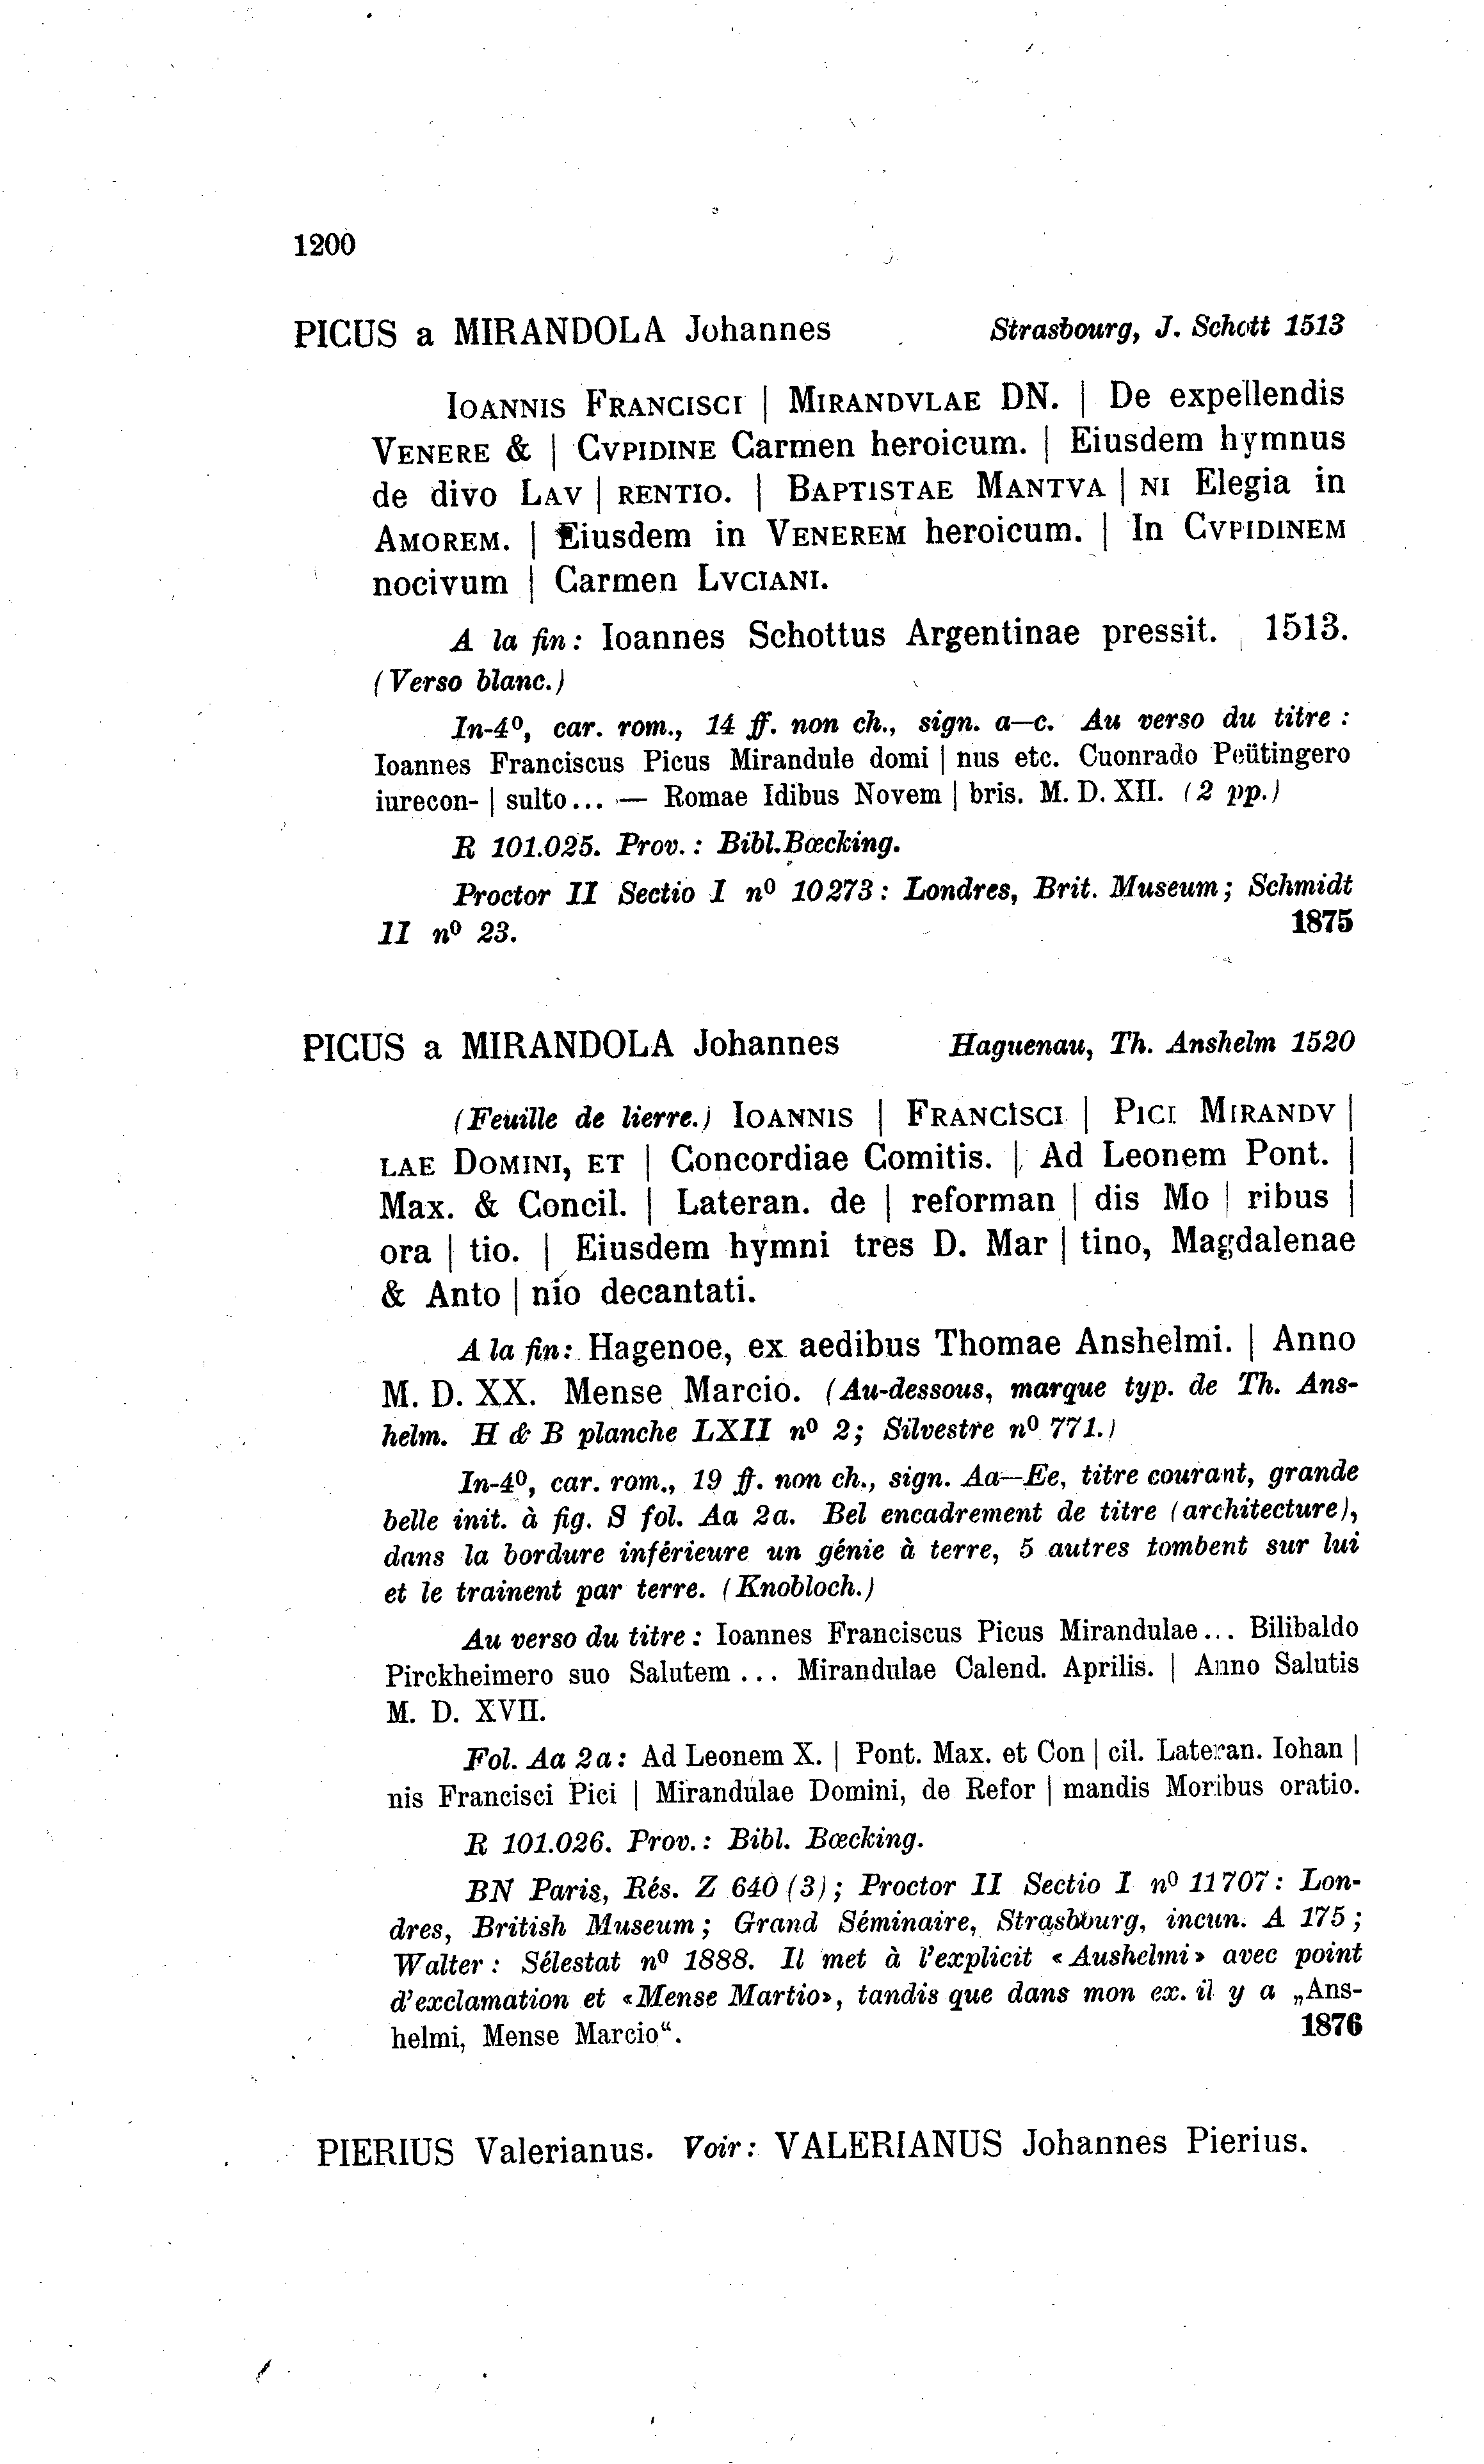 1200
PICUS a MIRANDOLA Johannes Strasbourg, J. Schott 1513
IOANNIS FRANCISCI | MIRANDVLAE DN. | De expellendis
VENERE & | CVPIDINE Carmen heroicum. | Eiusdem hymnus
de divo LAV | RENTIO. | BAPTISTAE MANTVA | NI Elegia in
AMOREM. | Eiusdem in VENEREM heroicum. | In CVPIDINEM
nocivum | Carmen LVCIANI.
A la fin: Ioannes Schottus Argentinae pressit. 1513.
(Verso blanc.)
In-4º, car. rom., 14 ff. non ch., sign. a—c. Au verso du titre :
Ioannes Franciscus Picus Mirandule domi | nus etc. Cuonrado Peütingero
iurecon- | sulto... — Romae Idibus Novem | bris. M. D. XII. (2 pp.)
R 101.025. Prov. : Bibl. Bœcking.
Proctor II Sectio I nº 10273 : Londres, Brit. Museum ; Schmidt
II nº 23. 1875
PICUS a MIRANDOLA Johannes Haguenau, Th. Anshelm 1520
(Feuille de lierre.) IOANNIS | FRANCISCI | PICI MIRANDV |
LAE DOMINI, ET | Concordiae Comitis. | Ad Leonem Pont. |
Max. & Concil. | Lateran. de | reforman | dis Mo | ribus |
ora | tio. | Eiusdem hymni tres D. Mar | tino, Magdalenae
& Anto | nio decantati.
A la fin: Hagenoe, ex aedibus Thomae Anshelmi. | Anno
M. D. XX. Mense Marcio. (Au-dessous, marque typ. de Th. Ans-
helm. H & B planche LXII nº 2; Silvestre nº 771.)
In-4º, car. rom., 19 ff. non ch., sign. Aa—Ee, titre courant, grande
belle init. à fig. S fol. Aa 2a. Bel encadrement de titre (architecture),
dans la bordure inférieure un génie à terre, 5 autres tombent sur lui
et le trainent par terre. (Knobloch.)
Au verso du titre : Ioannes Franciscus Picus Mirandulae... Bilibaldo
Pirckheimero suo Salutem ... Mirandulae Calend. Aprilis. | Anno Salutis
M. D. XVII.
Fol. Aa 2a : Ad Leonem X. | Pont. Max. et Con | cil. Lateran. Iohan |
nis Francisci Pici | Mirandulae Domini, de Refor | mandis Moribus oratio.
R 101.026. Prov. : Bibl. Bœcking.
BN Paris, Rés. Z 640 (3) ; Proctor II Sectio I nº 11707 : Lon-
dres, British Museum ; Grand Séminaire, Strasbourg, incun. A 175 ;
Walter : Sélestat nº 1888. Il met à l'explicit «Aushelmi» avec point
d'exclamation et «Mense Martio», tandis que dans mon ex. il y a „Ans-
helmi, Mense Marcio“. 1876
PIERIUS Valerianus. Voir : VALERIANUS Johannes Pierius.